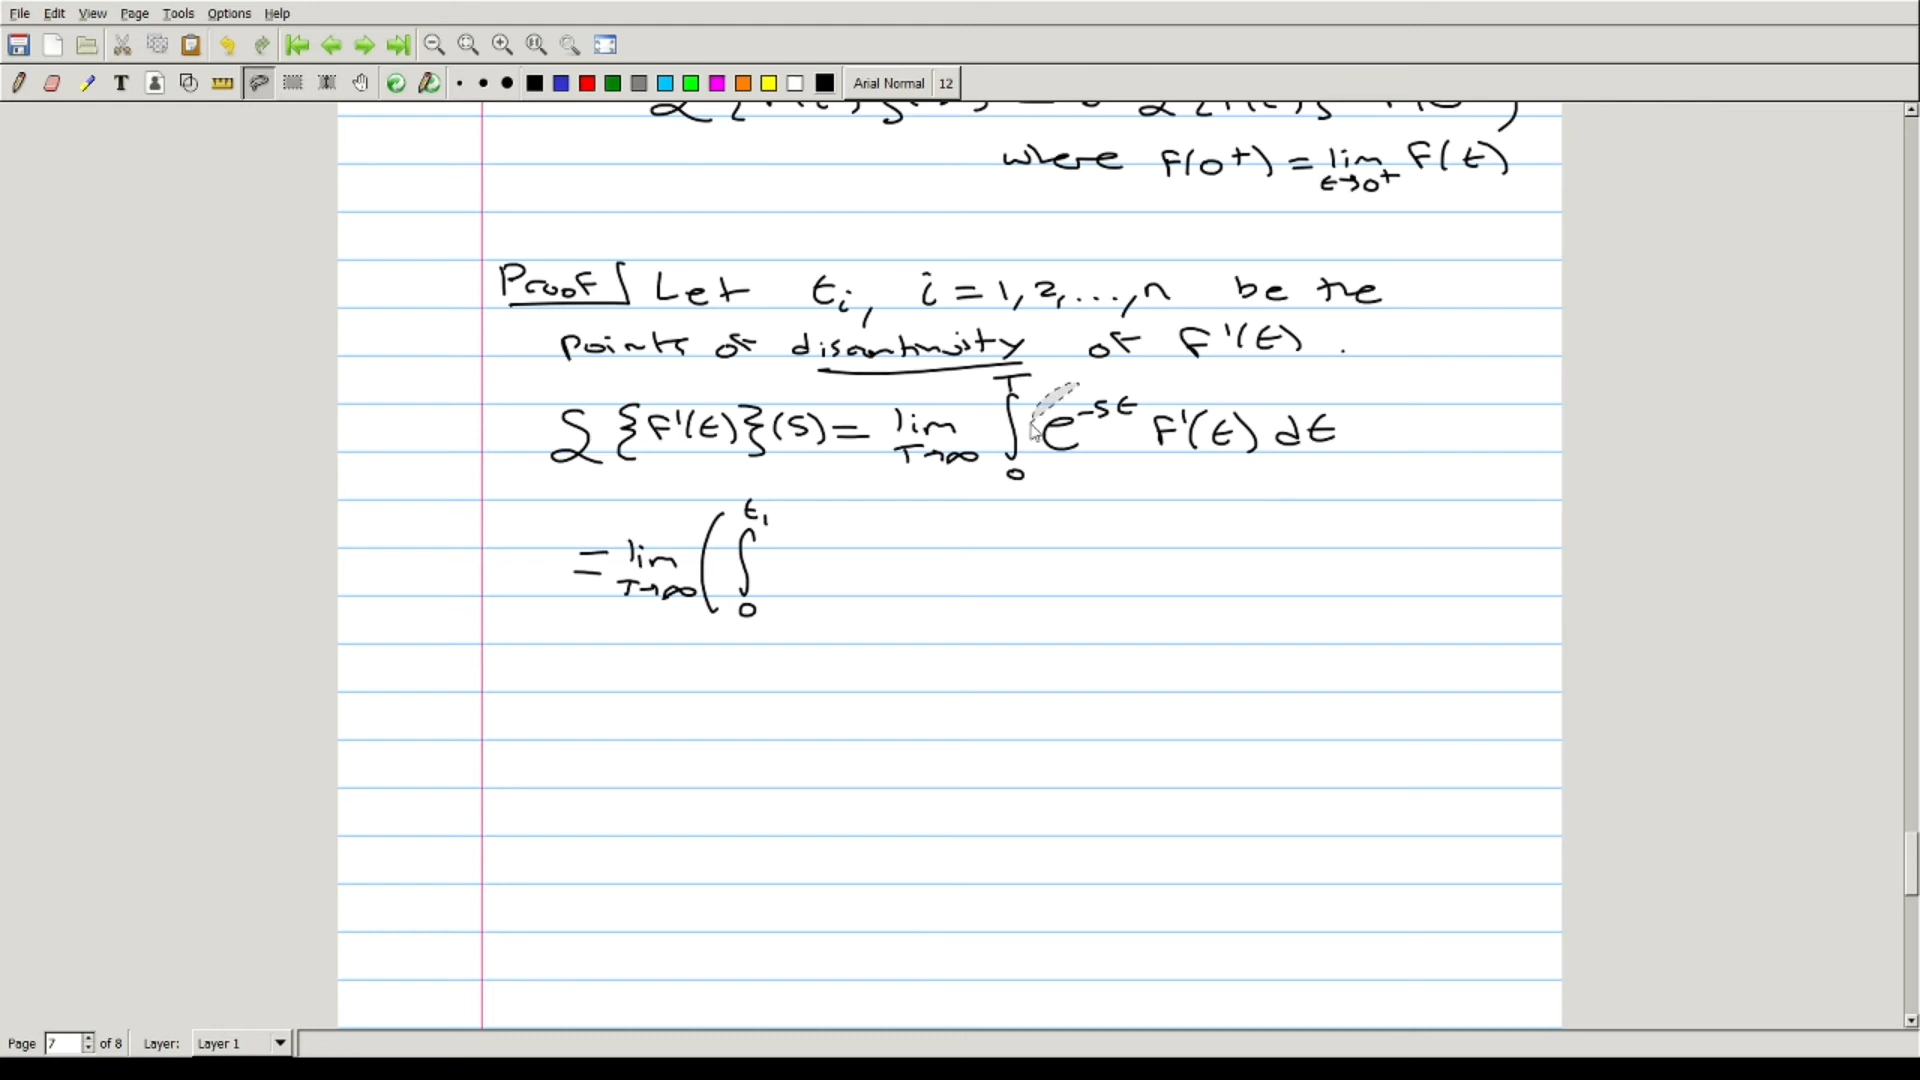 File Edit View Page Tools Options Help
Arial Normal 12
where F(0+) = lim F(t)
t→0+
Proof] Let ti, i = 1, 2, ..., n be the
points of discontinuity of F'(t).
ℒ{F'(t)}(s) = lim T→∞ ∫₀ᵀ e^-st F'(t) dt
= lim T→∞ ( ∫₀^t₁
Page 7 of 8 Layer: Layer 1